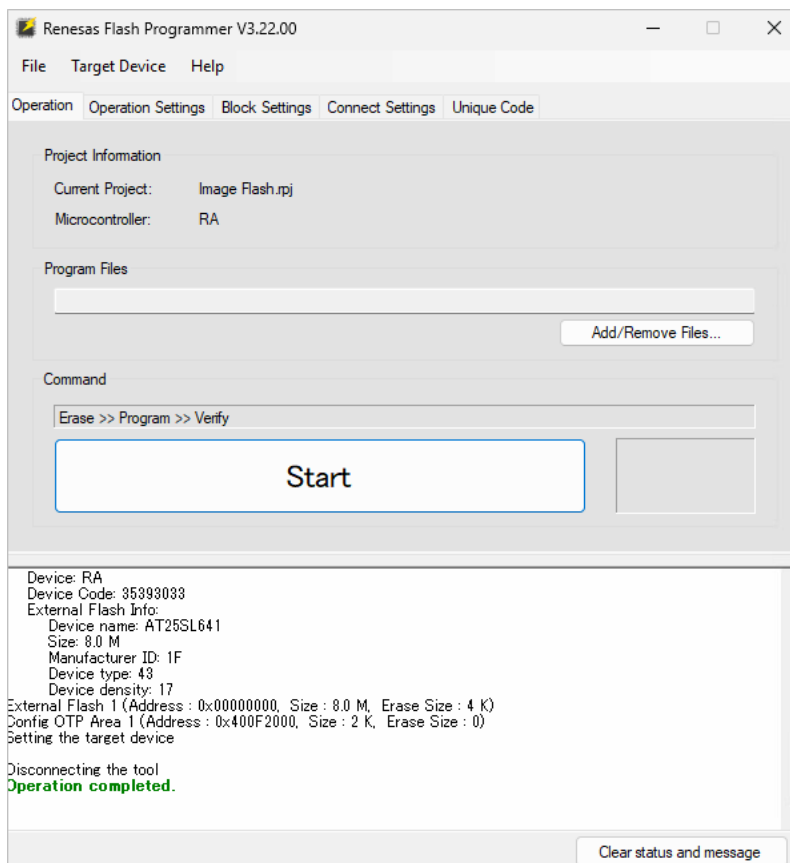 Renesas Flash Programmer V3.22.00
File Target Device Help
Operation Operation Settings Block Settings Connect Settings Unique Code
Project Information
Current Project: Image Flash.rpj
Microcontroller: RA
Program Files
Add/Remove Files...
Command
Erase >> Program >> Verify
Start
Device: RA
Device Code: 35393033
External Flash Info:
Device name: AT25SL641
Size: 8.0 M
Manufacturer ID: 1F
Device type: 43
Device density: 17
External Flash 1 (Address : 0x00000000, Size : 8.0 M, Erase Size : 4 K)
Config OTP Area 1 (Address : 0x400F2000, Size : 2 K, Erase Size : 0)
Setting the target device
Disconnecting the tool
Operation completed.
Clear status and message